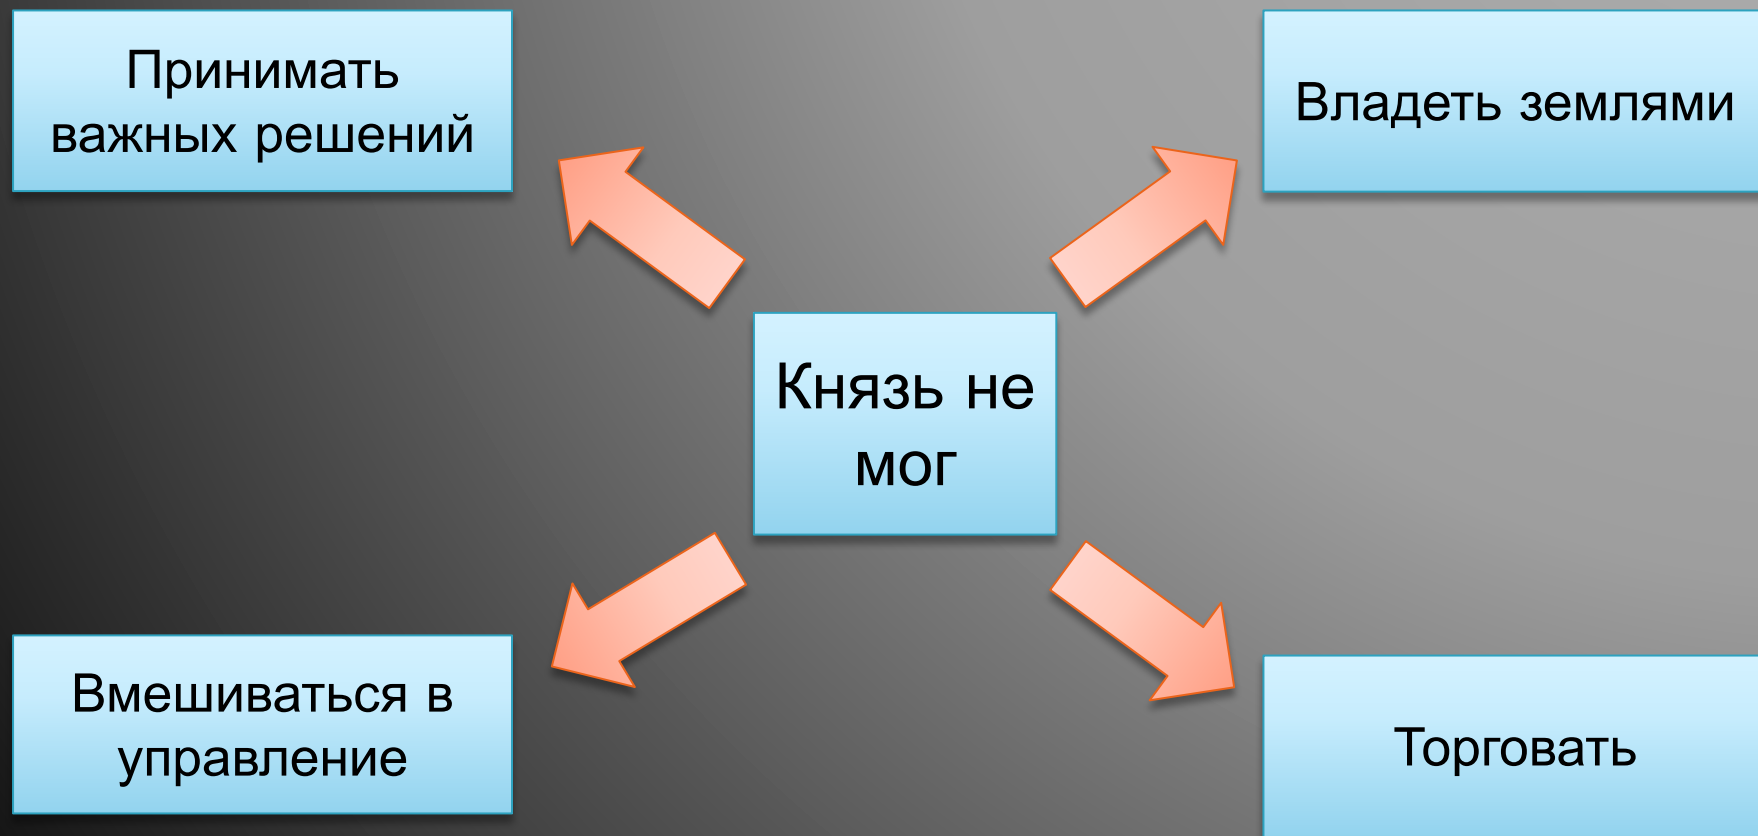 Принимать
важных решений
Владеть землями
Князь не
мог
Вмешиваться в
управление
Торговать